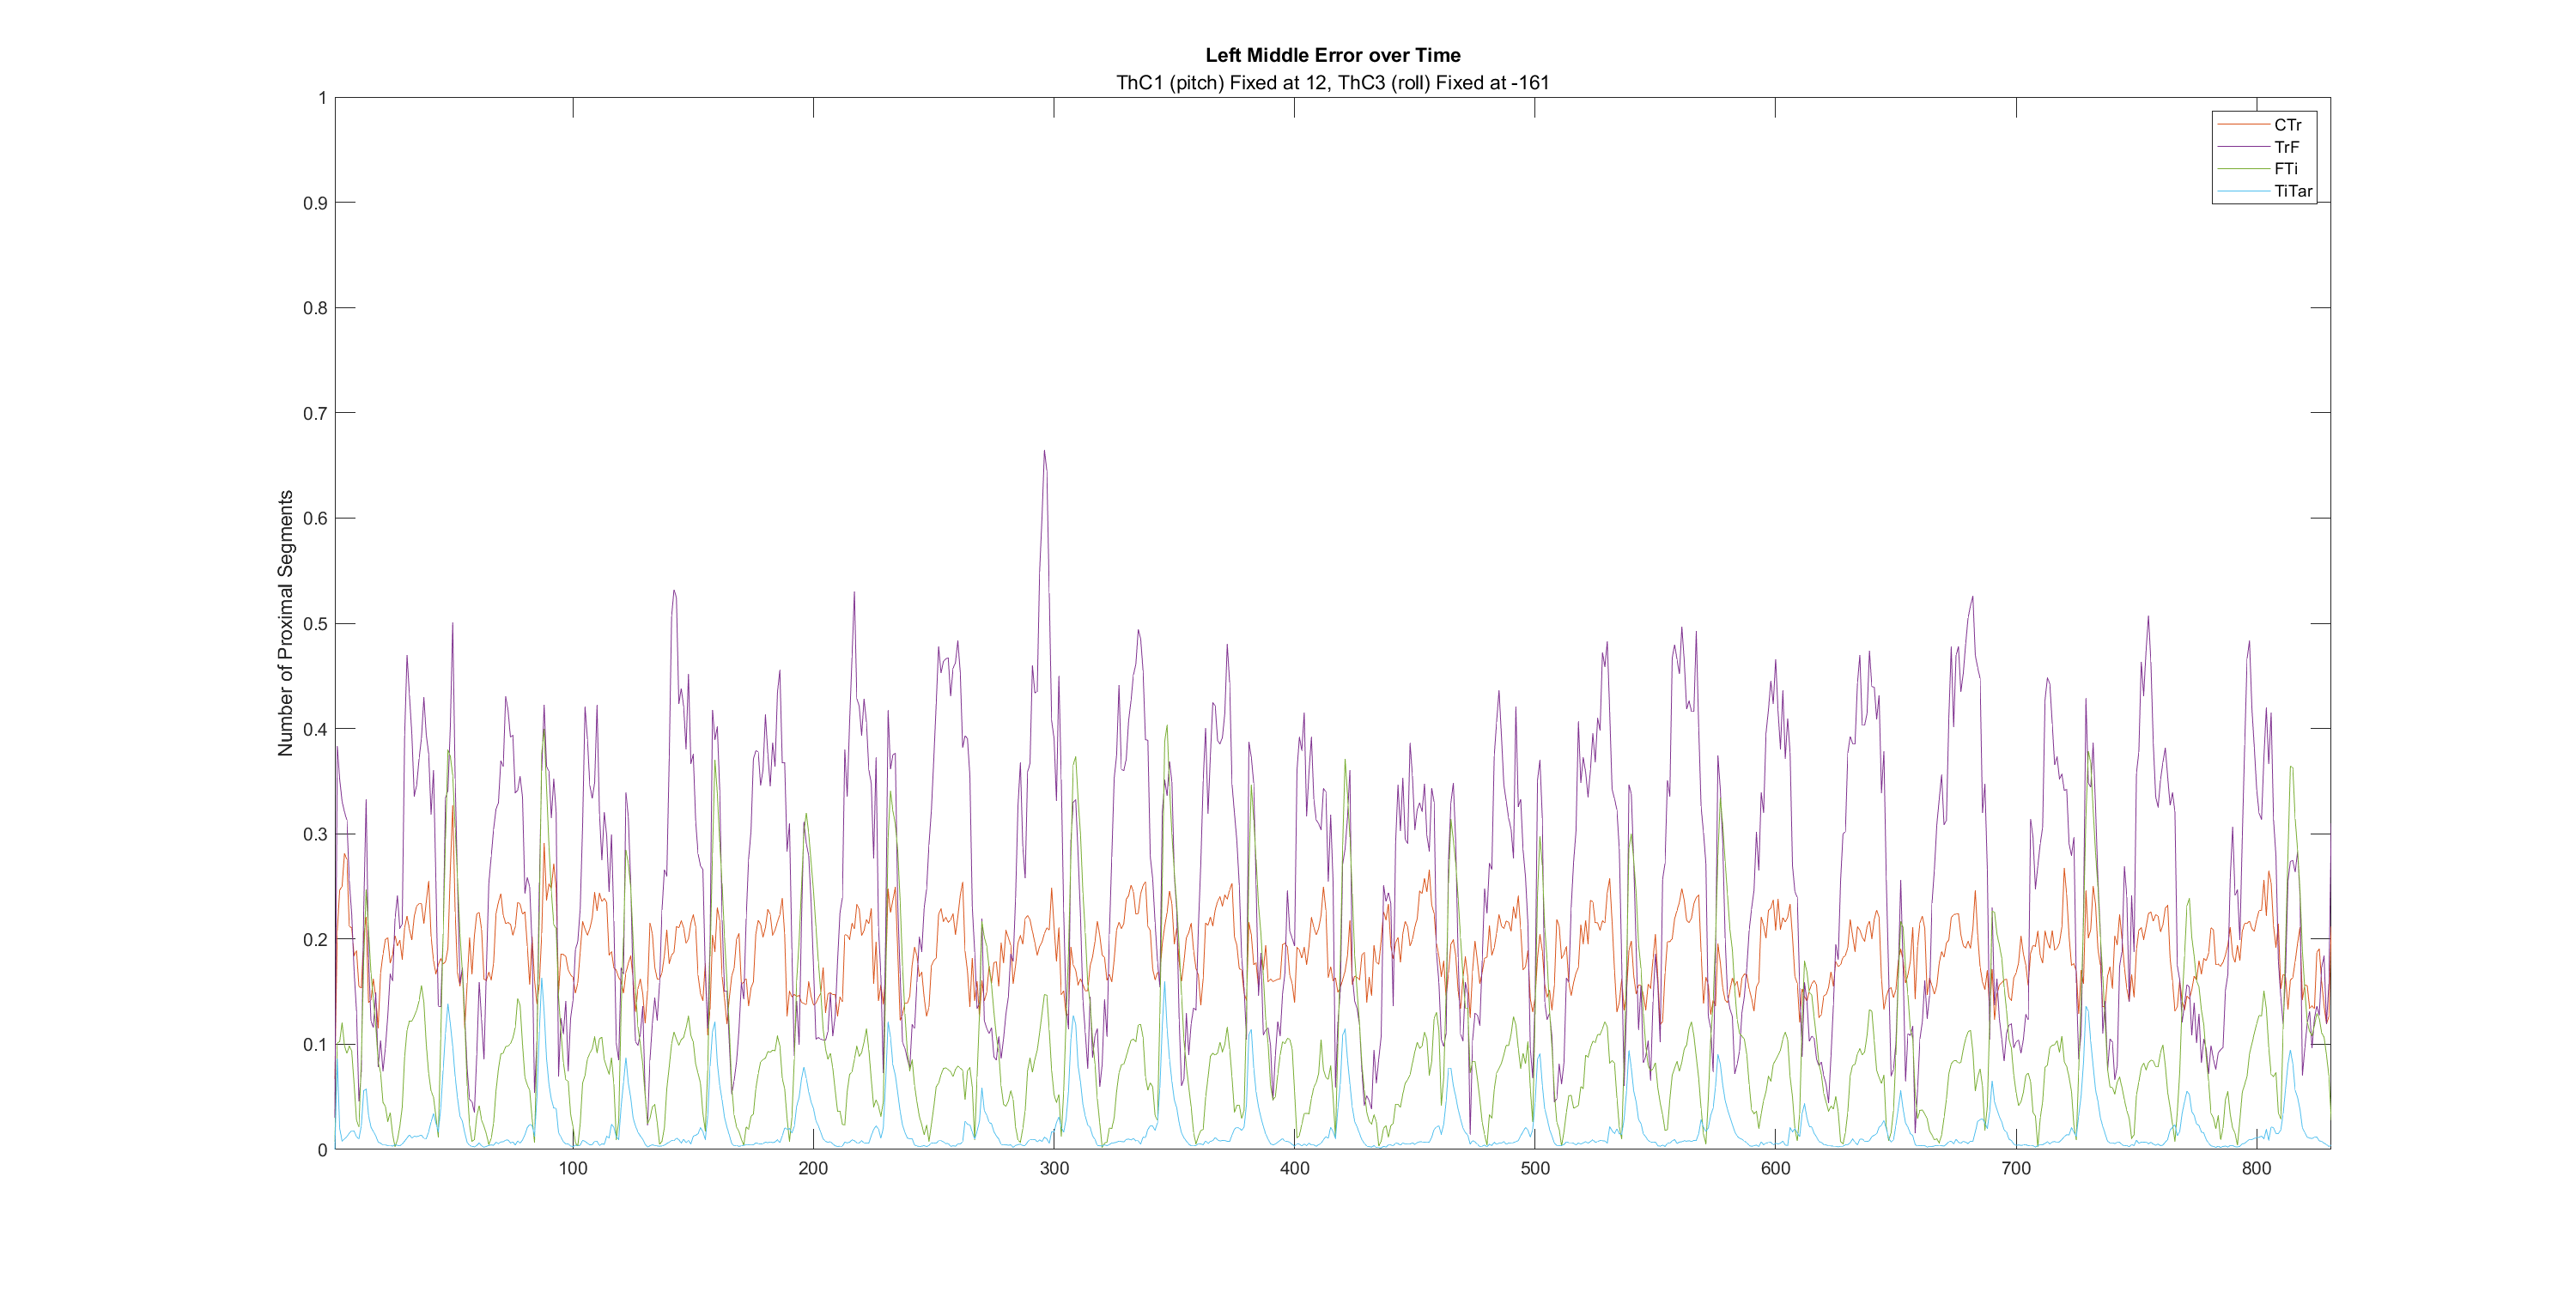 Left Middle Error over Time
ThC1 (pitch) Fixed at 12, ThC3 (roll) Fixed at -161
CTr
TrF
FTi
TiTar
Number of Proximal Segments
1
0.9
0.8
0.7
0.6
0.5
0.4
0.3
0.2
0.1
0
100
200
300
400
500
600
700
800